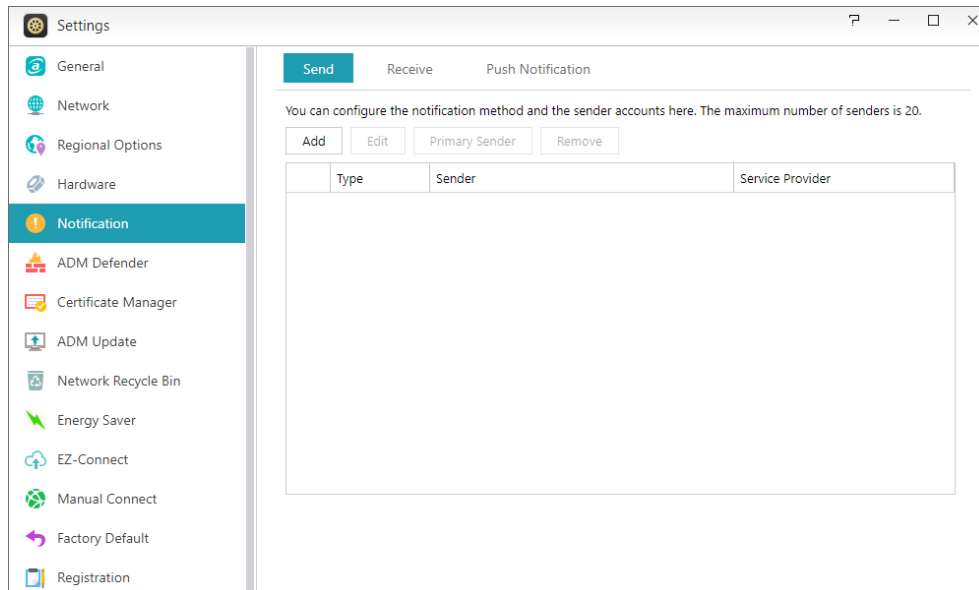 Settings
General
Network
Regional Options
Hardware
Notification
ADM Defender
Certificate Manager
ADM Update
Network Recycle Bin
Energy Saver
EZ-Connect
Manual Connect
Factory Default
Registration
Send Receive Push Notification
You can configure the notification method and the sender accounts here. The maximum number of senders is 20.
Add Edit Primary Sender Remove
Type Sender Service Provider